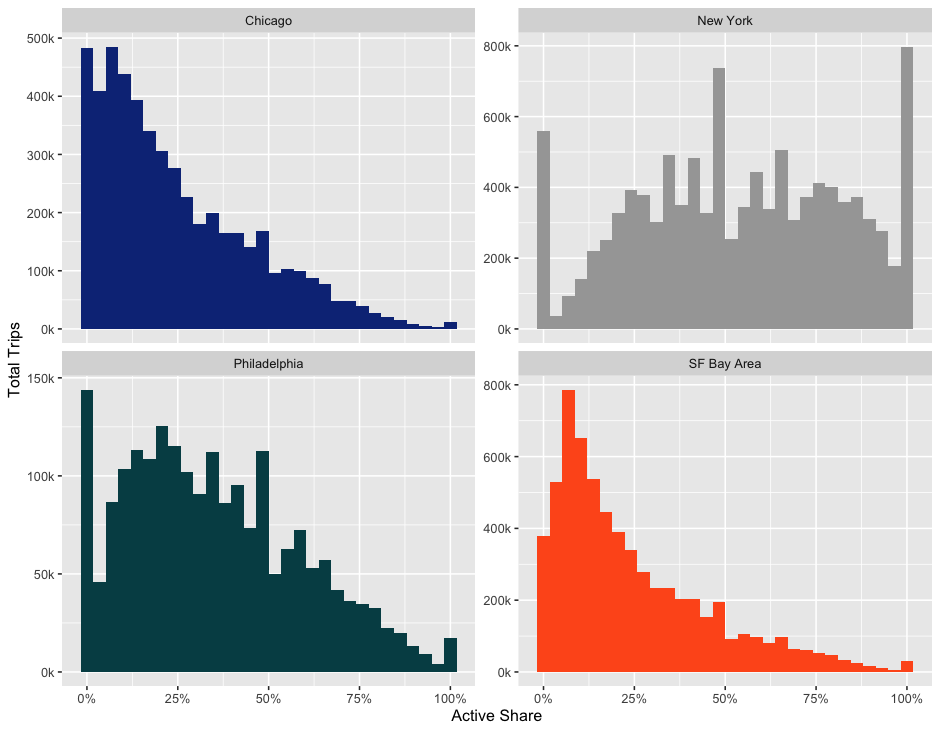 Chicago
New York
500k
400k
300k
200k
100k
0k
800k
600k
400k
200k
0k
Total Trips
Philadelphia
SF Bay Area
150k
100k
50k
0k
800k
600k
400k
200k
0k
0% 25% 50% 75% 100%
0% 25% 50% 75% 100%
Active Share